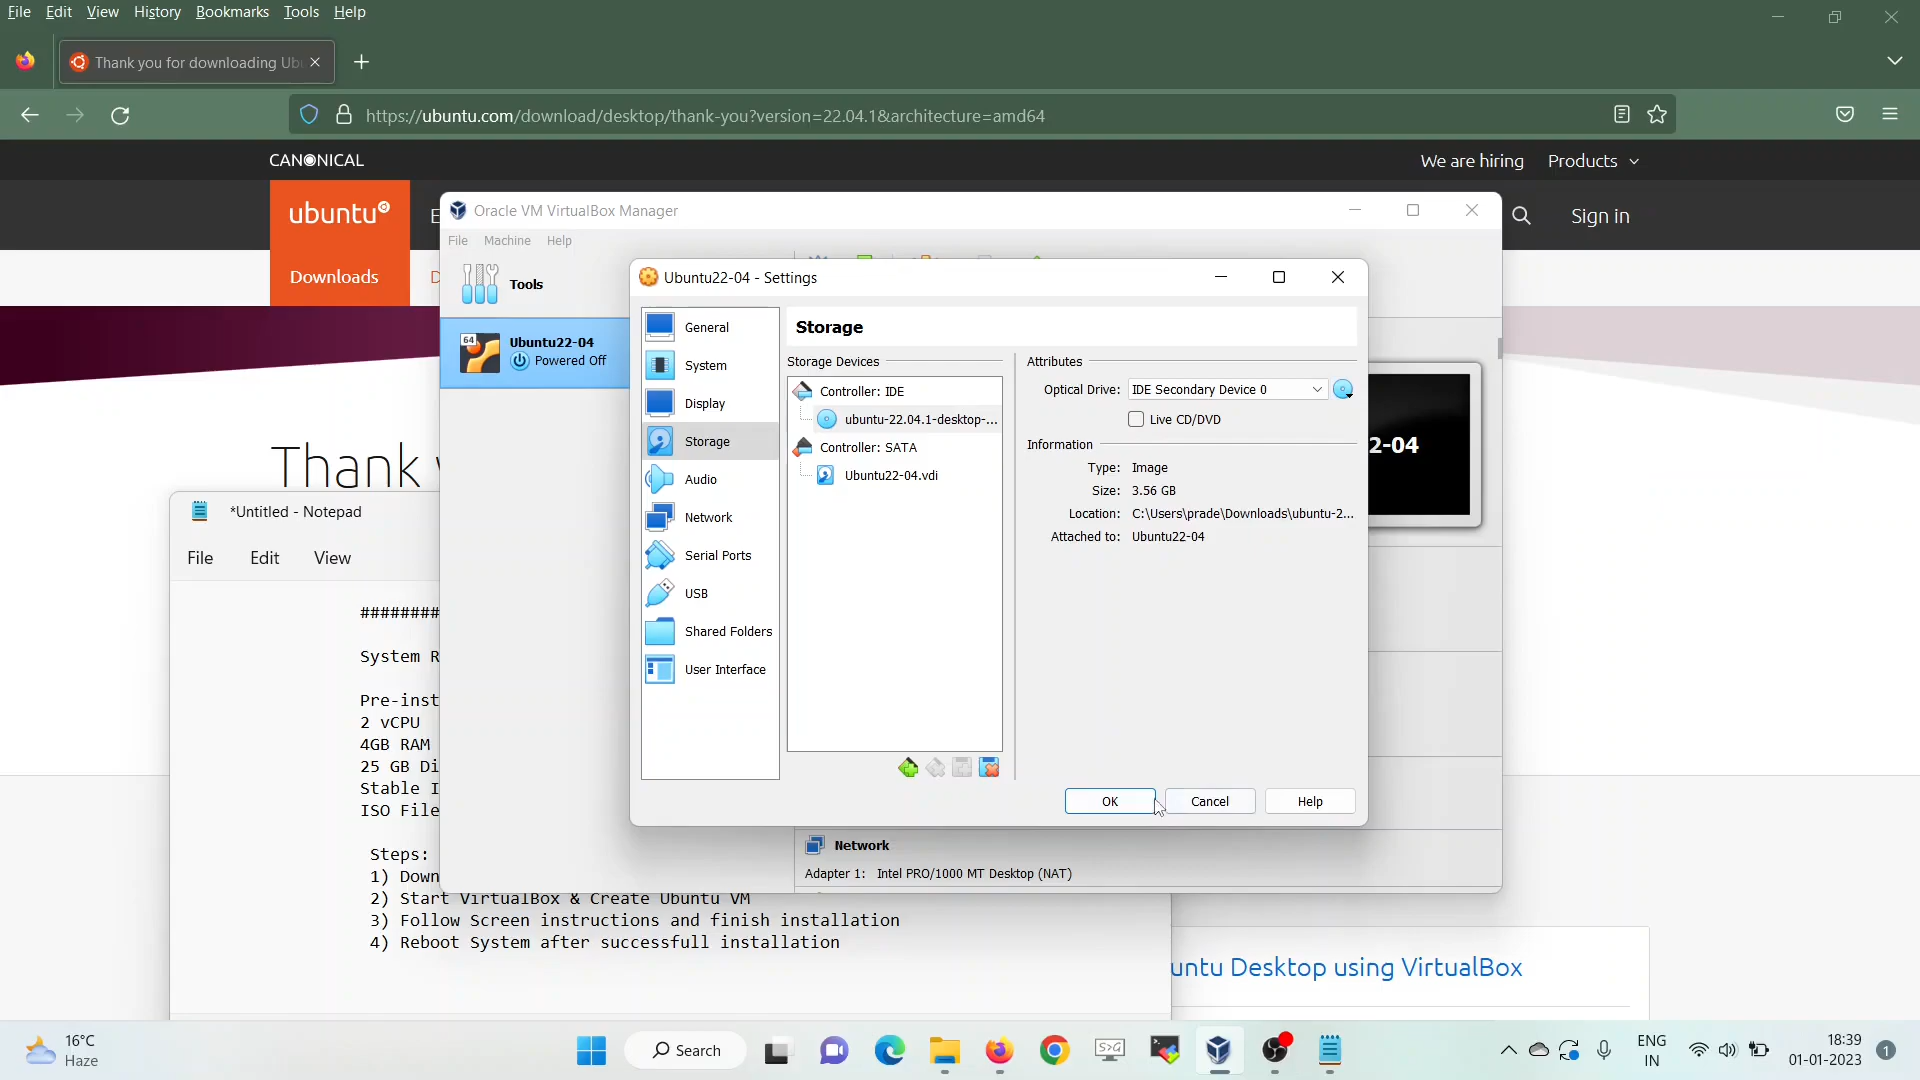 File Edit View History Bookmarks Tools Help
Thank you for downloading Ub
https://ubuntu.com/download/desktop/thank-you?version=22.04.1&architecture=amd64
CANONICAL
We are hiring Products
ubuntu
E
Sign in
Downloads
D
Oracle VM VirtualBox Manager
File Machine Help
Tools
Ubuntu22-04
Powered Off
Ubuntu22-04 - Settings
General
System
Display
Storage
Audio
Network
Serial Ports
USB
Shared Folders
User Interface
Storage
Storage Devices
Controller: IDE
ubuntu-22.04.1-desktop-...
Controller: SATA
Ubuntu22-04.vdi
Attributes
Optical Drive: IDE Secondary Device 0
Live CD/DVD
Information
Type: Image
Size: 3.56 GB
Location: C:\Users\prade\Downloads\ubuntu-2...
Attached to: Ubuntu22-04
OK Cancel Help
2-04
Network
Adapter 1: Intel PRO/1000 MT Desktop (NAT)
Thank
*Untitled - Notepad
File Edit View
########
System R
Pre-inst
2 vCPU
4GB RAM
25 GB Di
Stable I
ISO File
Steps:
1) Down
2) Start VirtualBox & Create Ubuntu VM
3) Follow Screen instructions and finish installation
4) Reboot System after successfull installation
untu Desktop using VirtualBox
16°C
Haze
Search
ENG
IN
18:39
01-01-2023
1